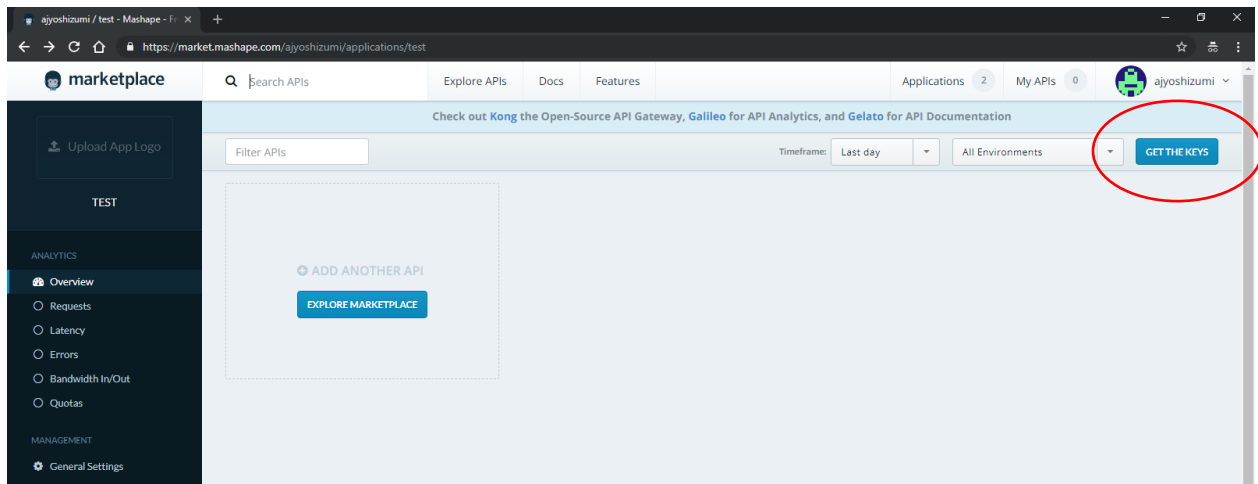 ajyoshizumi / test - Mashape - Fr
https://market.mashape.com/ajyoshizumi/applications/test
marketplace
Search APIs
Explore APIs Docs Features
Applications 2 My APIs 0 ajyoshizumi
Check out Kong the Open-Source API Gateway, Galileo for API Analytics, and Gelato for API Documentation
Upload App Logo
Filter APIs
Timeframe: Last day All Environments GET THE KEYS
TEST
ANALYTICS
Overview
Requests
Latency
Errors
Bandwidth In/Out
Quotas
MANAGEMENT
General Settings
ADD ANOTHER API
EXPLORE MARKETPLACE